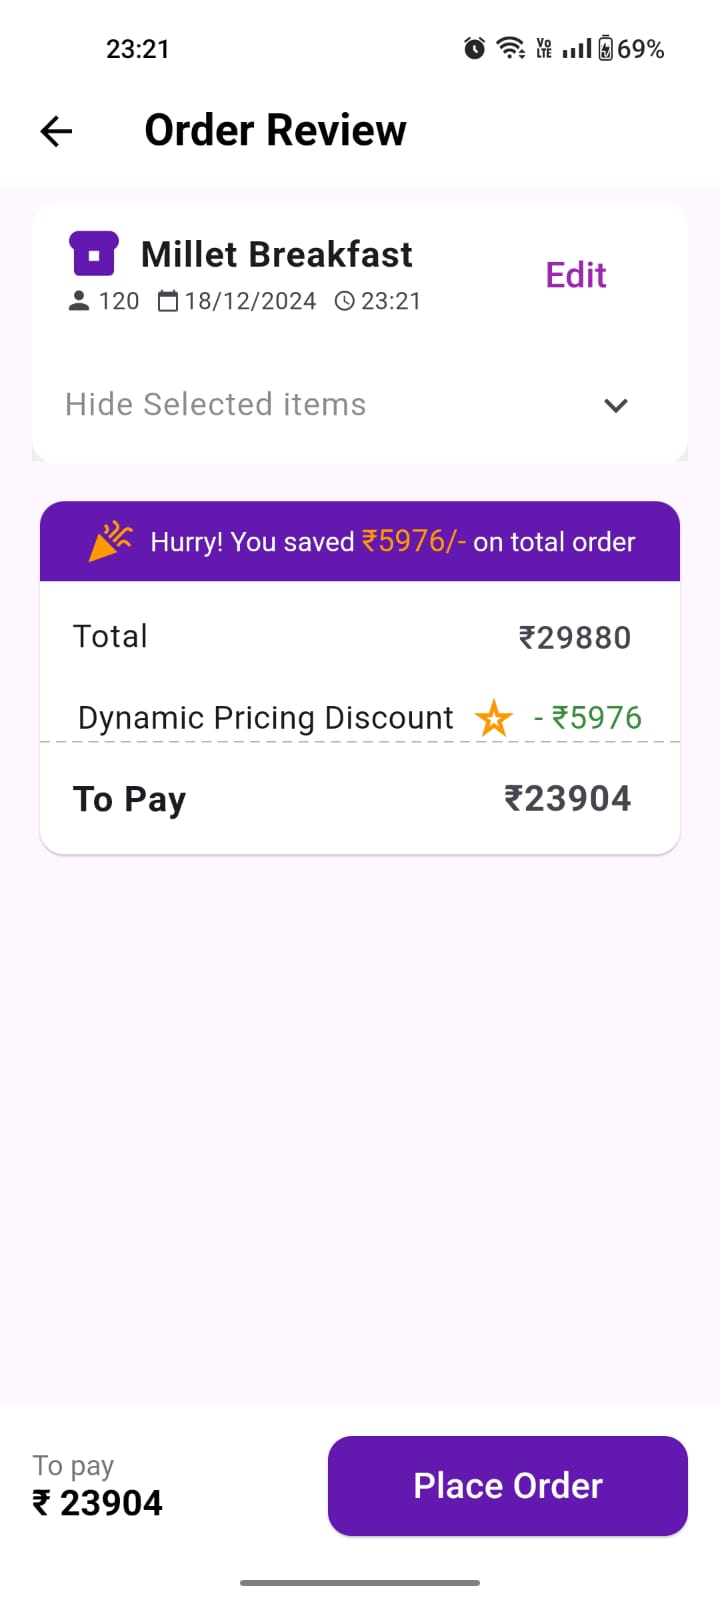 23:21 VoLTE 69%
Order Review
Millet Breakfast
Edit
120 18/12/2024 23:21
Hide Selected items
Hurry! You saved ₹5976/- on total order
Total ₹29880
Dynamic Pricing Discount - ₹5976
To Pay ₹23904
To pay
₹ 23904
Place Order